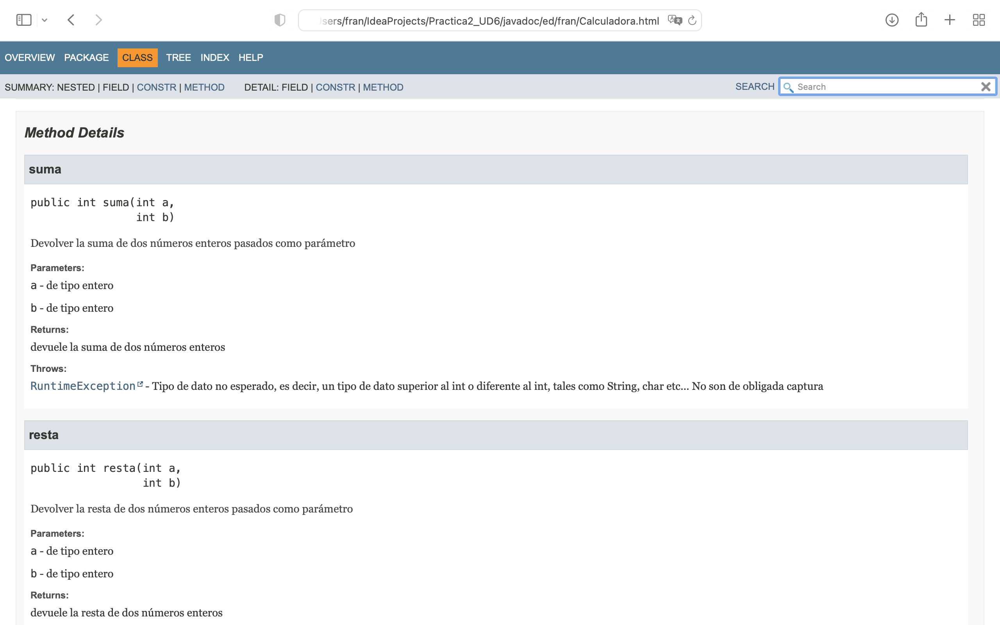 sers/fran/IdeaProjects/Practica2_UD6/javadoc/ed/fran/Calculadora.html
OVERVIEW PACKAGE CLASS TREE INDEX HELP
SUMMARY: NESTED | FIELD | CONSTR | METHOD DETAIL: FIELD | CONSTR | METHOD SEARCH Search
Method Details
suma
public int suma(int a,
int b)
Devolver la suma de dos números enteros pasados como parámetro
Parameters:
a - de tipo entero
b - de tipo entero
Returns:
devuele la suma de dos números enteros
Throws:
RuntimeException - Tipo de dato no esperado, es decir, un tipo de dato superior al int o diferente al int, tales como String, char etc... No son de obligada captura
resta
public int resta(int a,
int b)
Devolver la resta de dos números enteros pasados como parámetro
Parameters:
a - de tipo entero
b - de tipo entero
Returns:
devuele la resta de dos números enteros